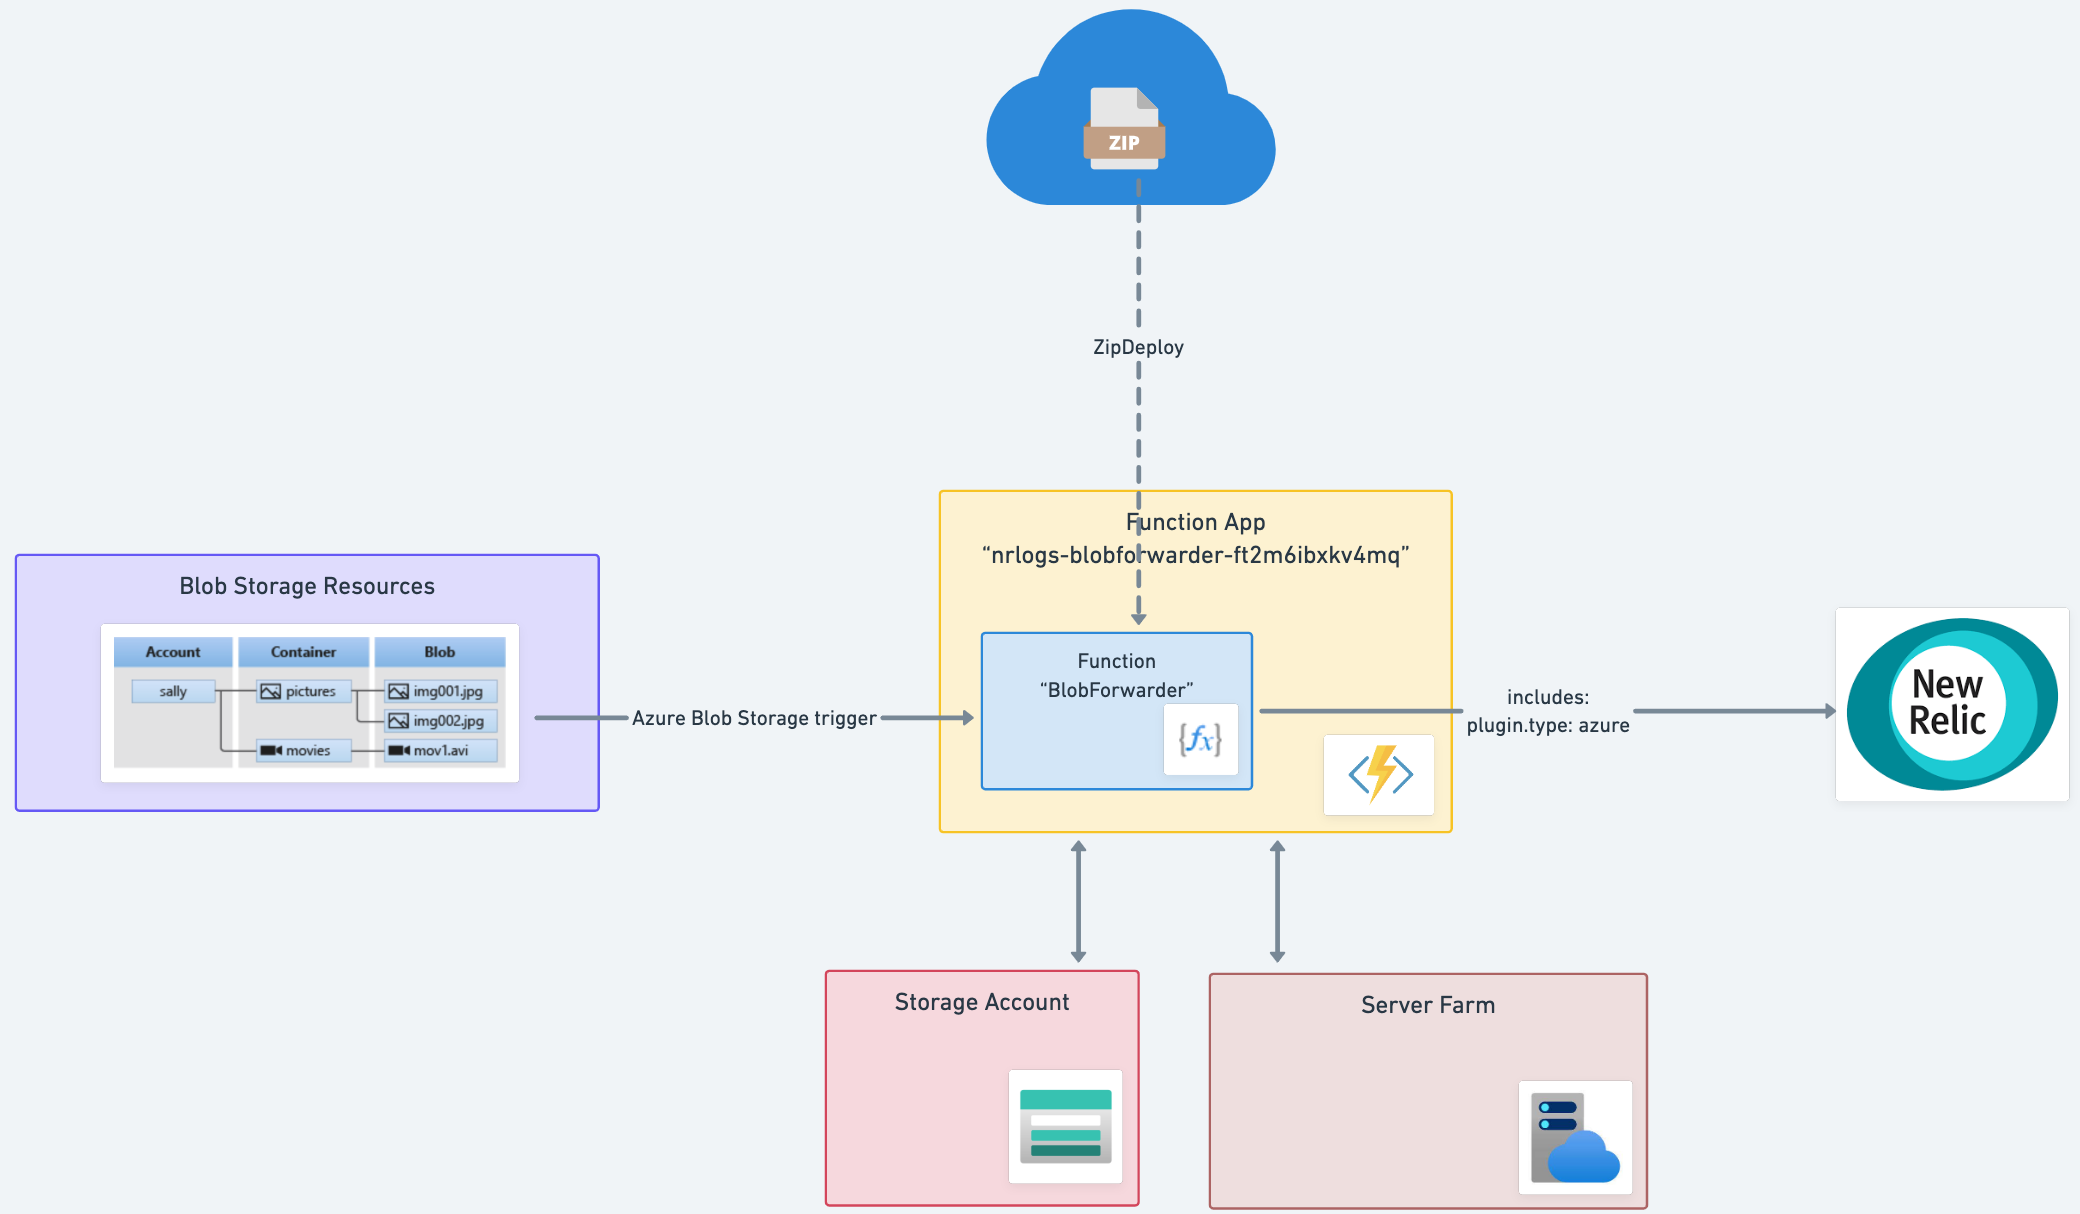 ZIP
ZipDeploy
Function App
“nrlogs-blobforwarder-ft2m6ibxkv4mq”
Blob Storage Resources
Account Container Blob
sally pictures img001.jpg
img002.jpg
movies mov1.avi
Azure Blob Storage trigger
Function
“BlobForwarder”
{fx}
includes:
plugin.type: azure
New
Relic
Storage Account
Server Farm